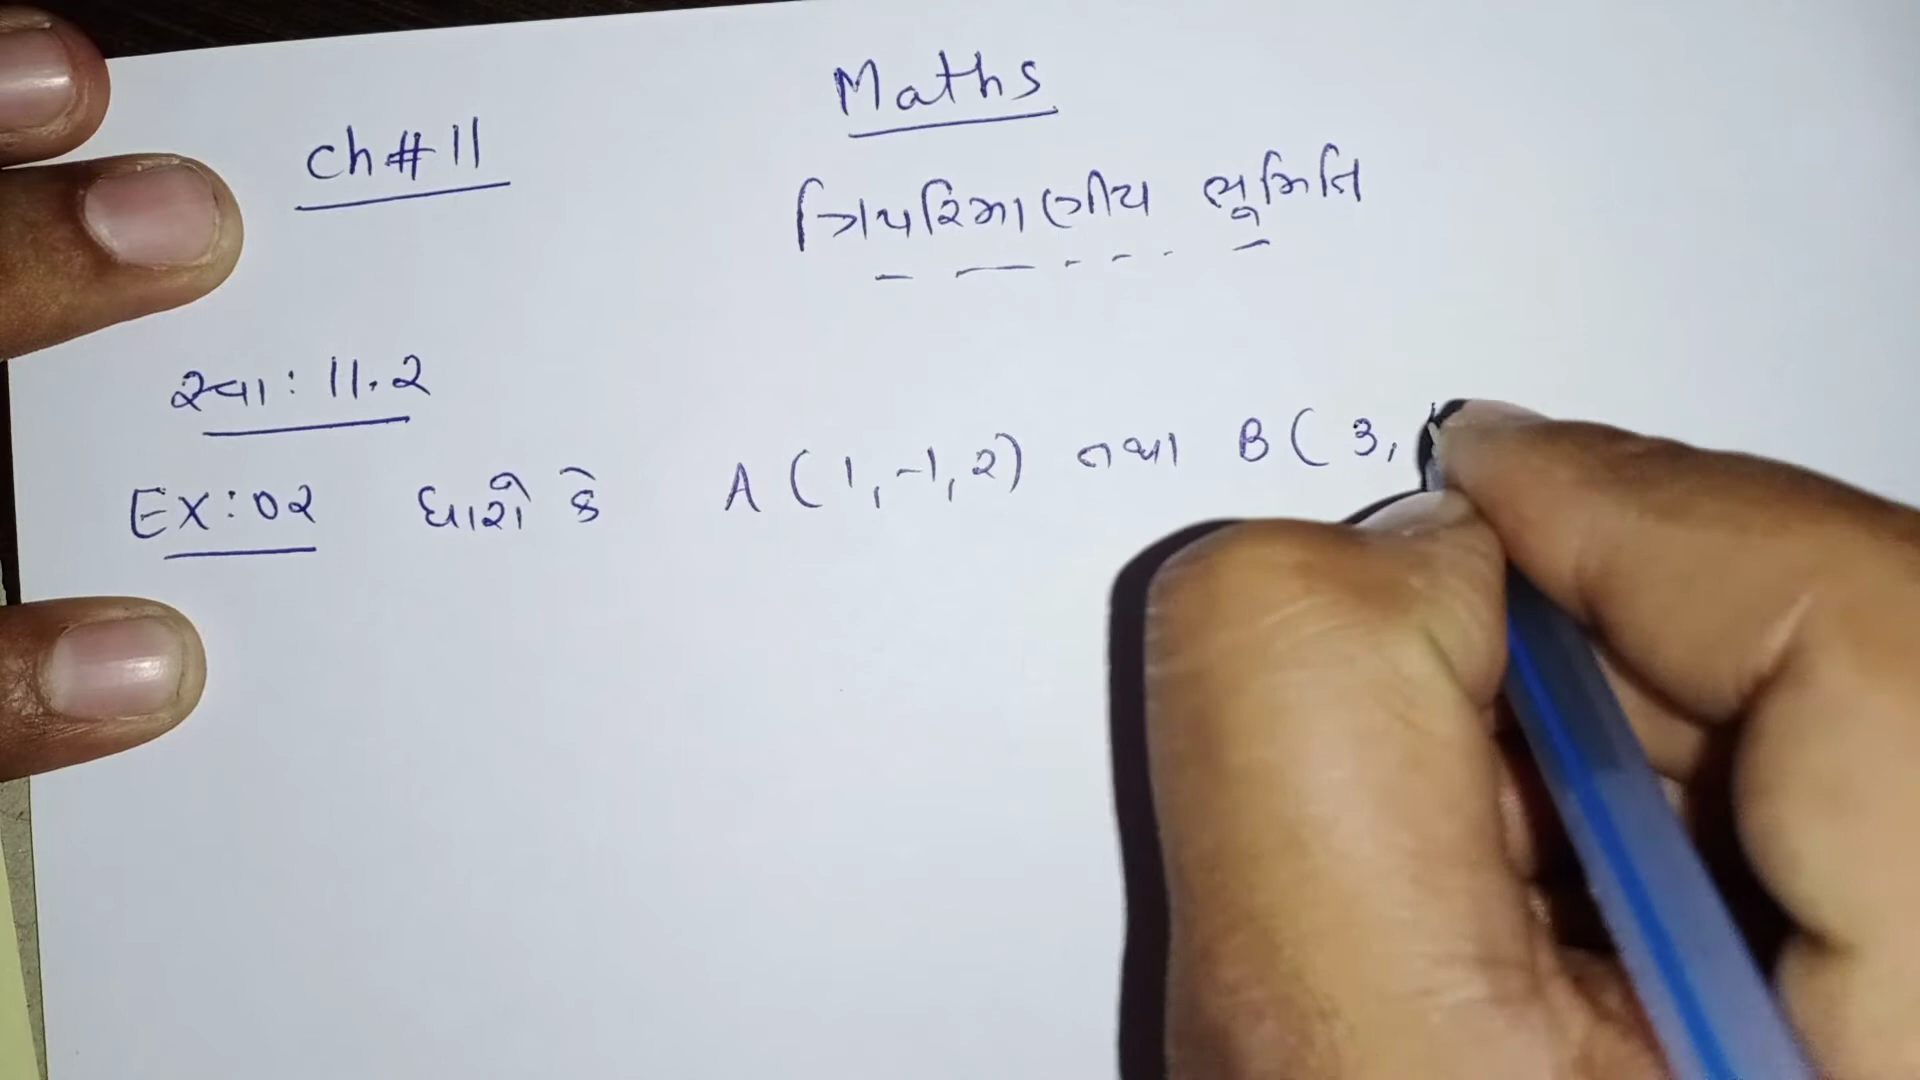 Maths
ch#11
ત્રિપરિમાણીય ભૂમિતિ
સ્વા: 11.2
Ex: 02 ધારો કે A (1, -1, 2) તથા B ( 3,